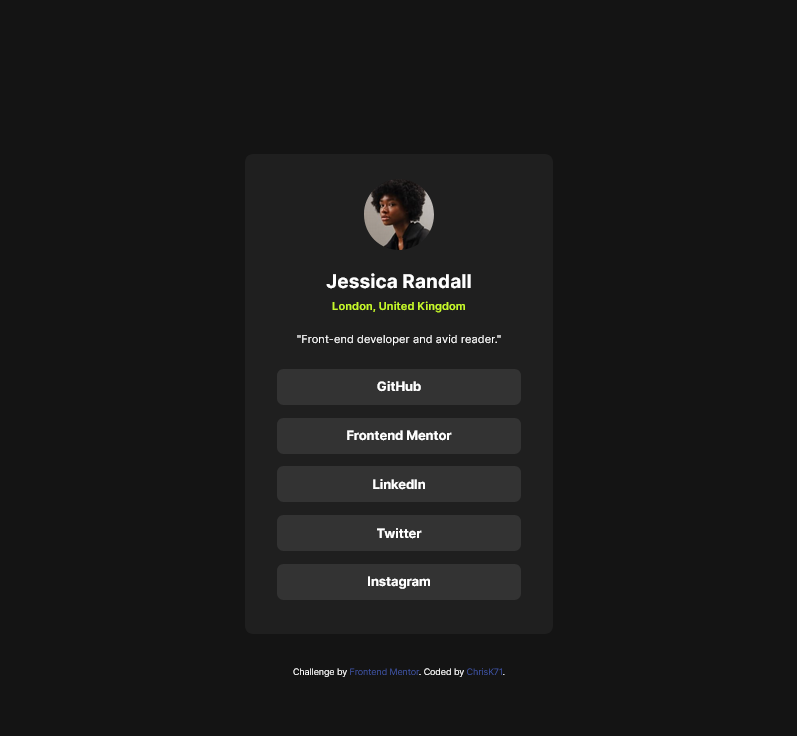 Jessica Randall
London, United Kingdom
"Front-end developer and avid reader."
GitHub
Frontend Mentor
LinkedIn
Twitter
Instagram
Challenge by Frontend Mentor. Coded by ChrisK71.